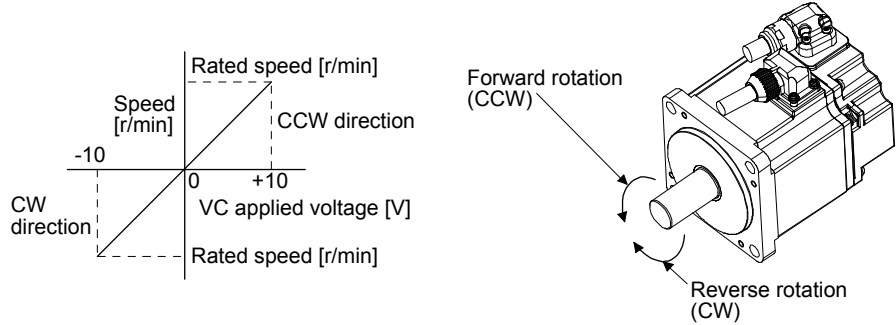 Rated speed [r/min]
Speed
[r/min]
CCW direction
-10
0
+10
CW
direction
VC applied voltage [V]
Rated speed [r/min]
Forward rotation
(CCW)
Reverse rotation
(CW)